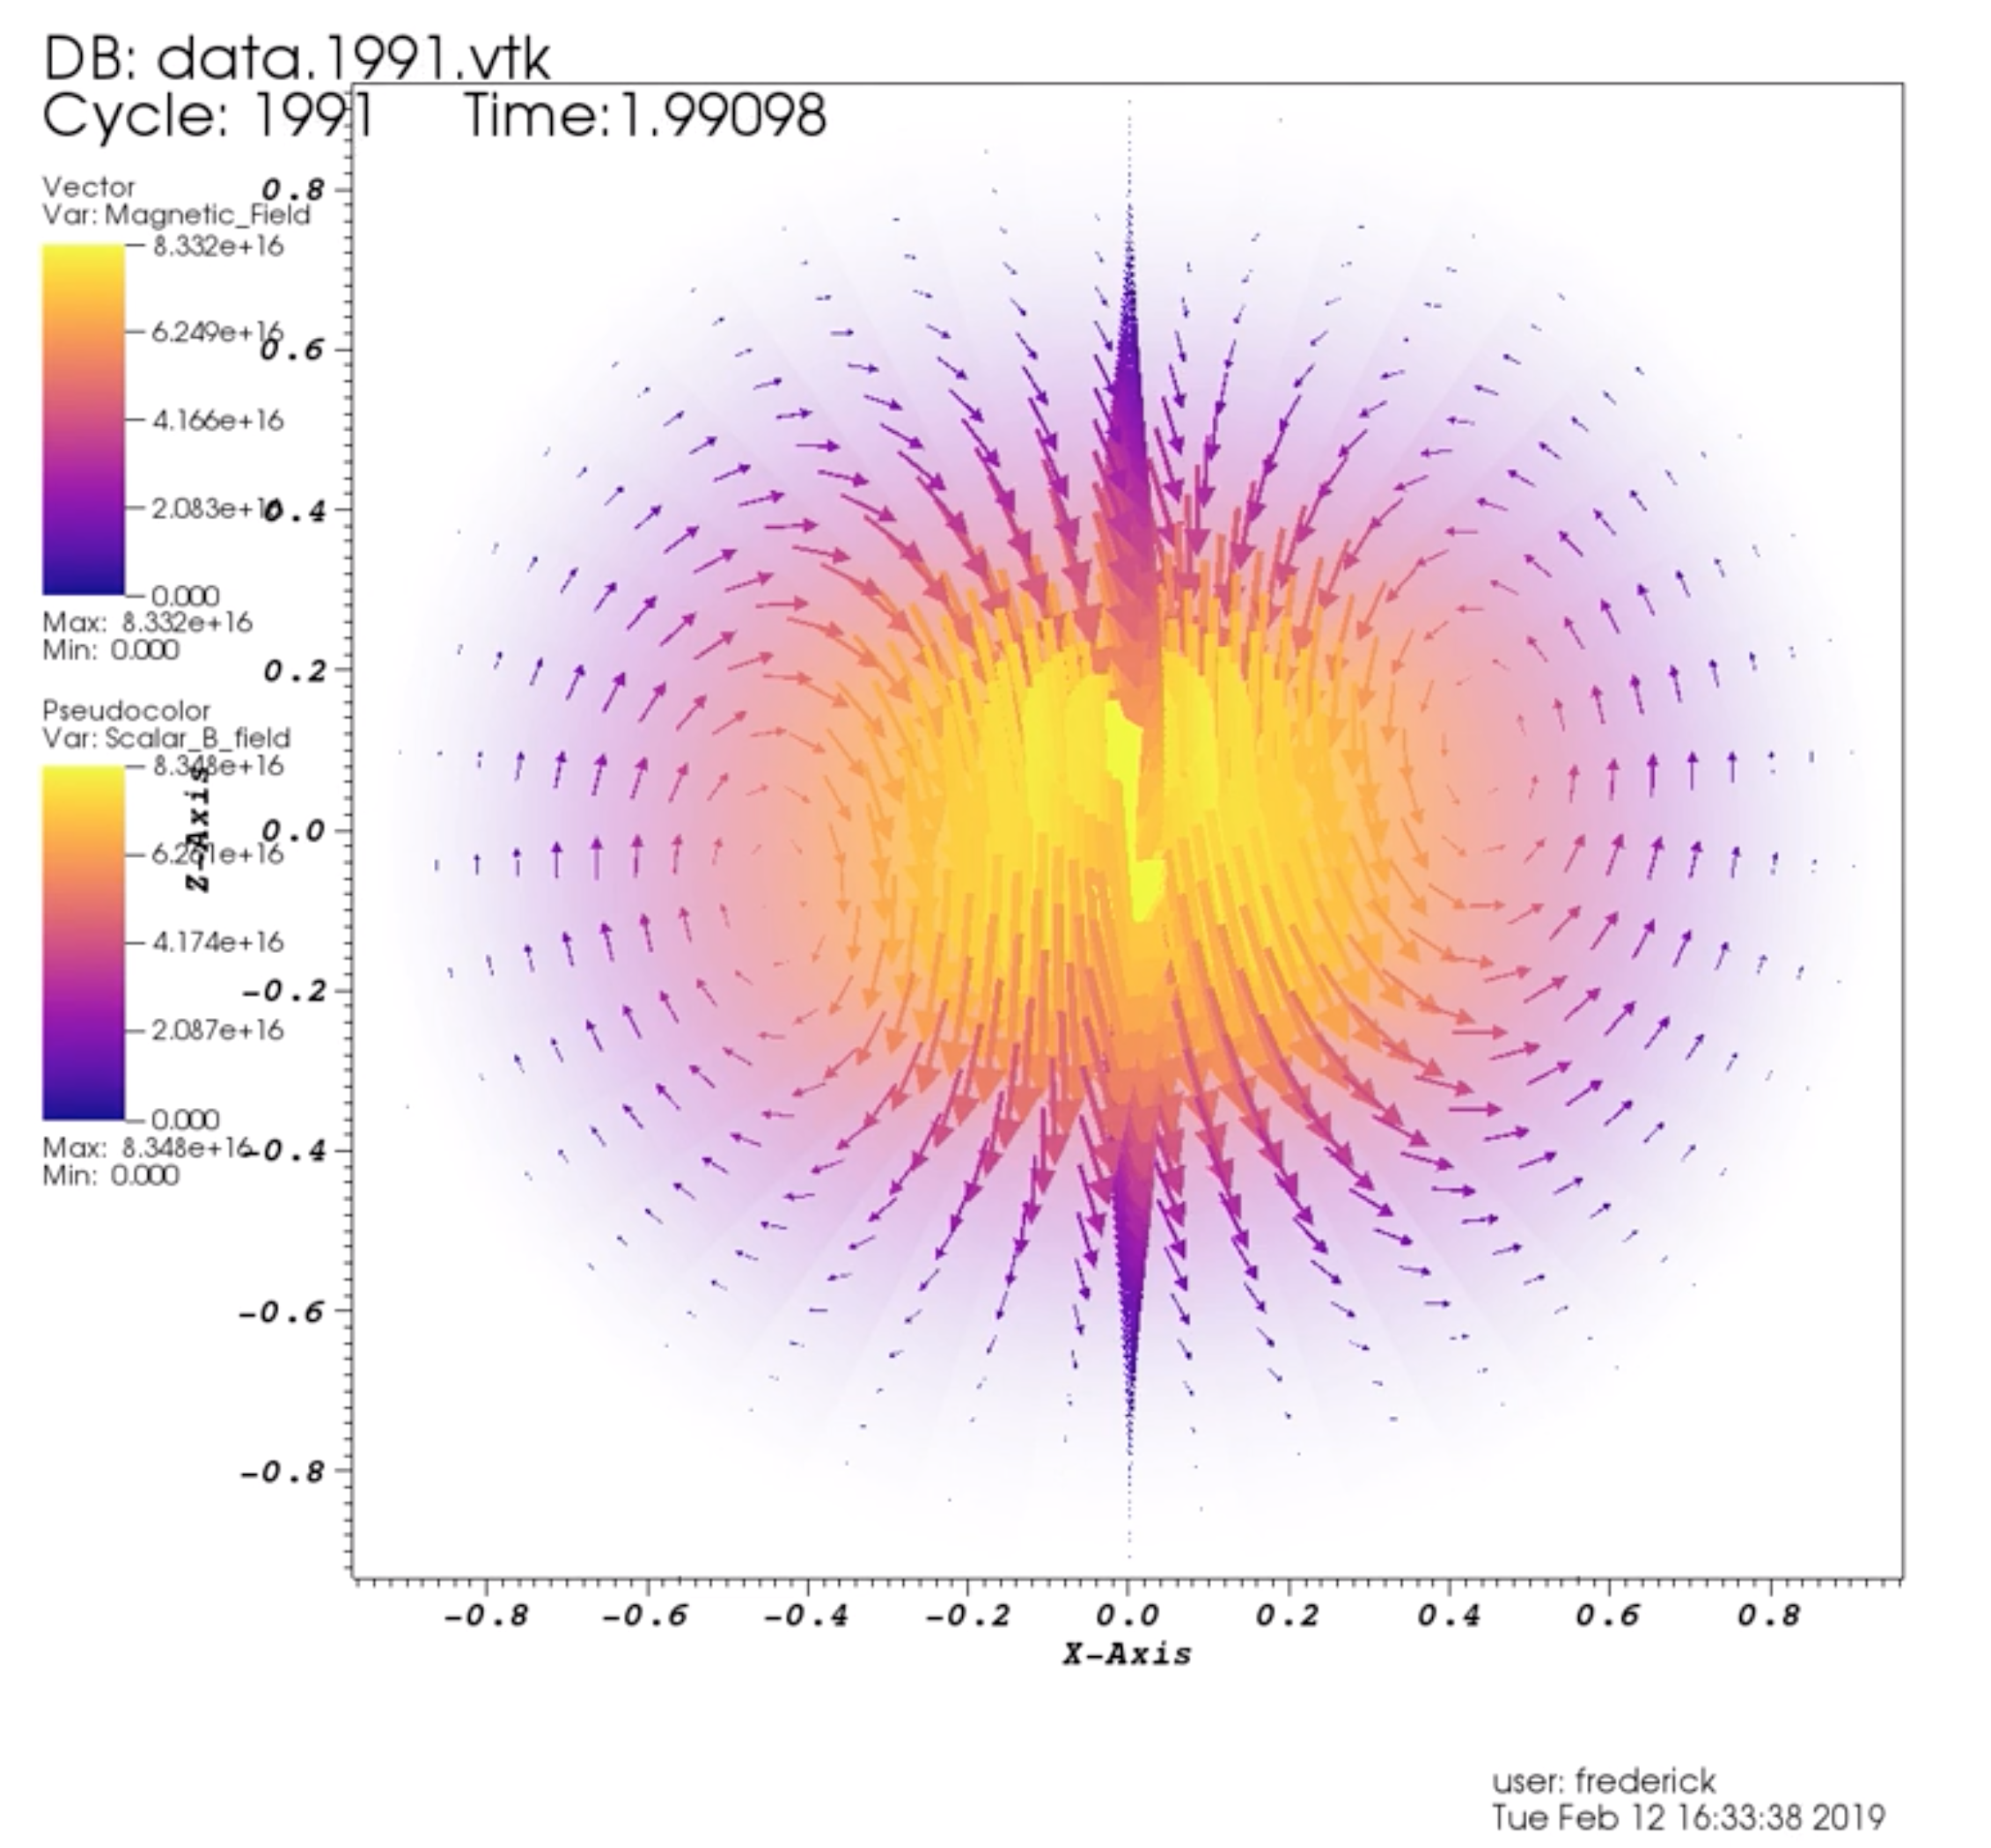 DB: data.1991.vtk
Cycle: 1991 Time:1.99098
Vector
Var: Magnetic_Field
8.332e+16
6.249e+16
4.166e+16
2.083e+16
0.000
Max: 8.332e+16
Min: 0.000
Pseudocolor
Var: Scalar_B_field
8.348e+16
6.261e+16
4.174e+16
2.087e+16
0.000
Max: 8.348e+16
Min: 0.000
Z-Axis
0.8
0.6
0.4
0.2
0.0
-0.2
-0.4
-0.6
-0.8
-0.8 -0.6 -0.4 -0.2 0.0 0.2 0.4 0.6 0.8
X-Axis
user: frederick
Tue Feb 12 16:33:38 2019